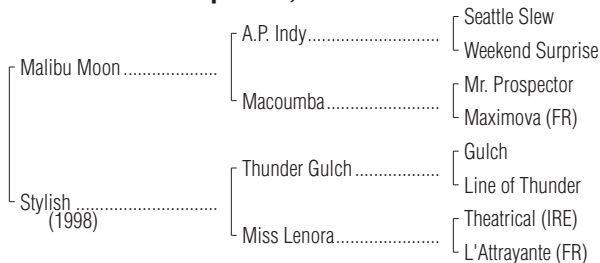 Seattle Slew
A.P. Indy
Weekend Surprise
Malibu Moon
Mr. Prospector
Macoumba
Maximova (FR)
Gulch
Thunder Gulch
Line of Thunder
Stylish
(1998)
Theatrical (IRE)
Miss Lenora
L'Attrayante (FR)